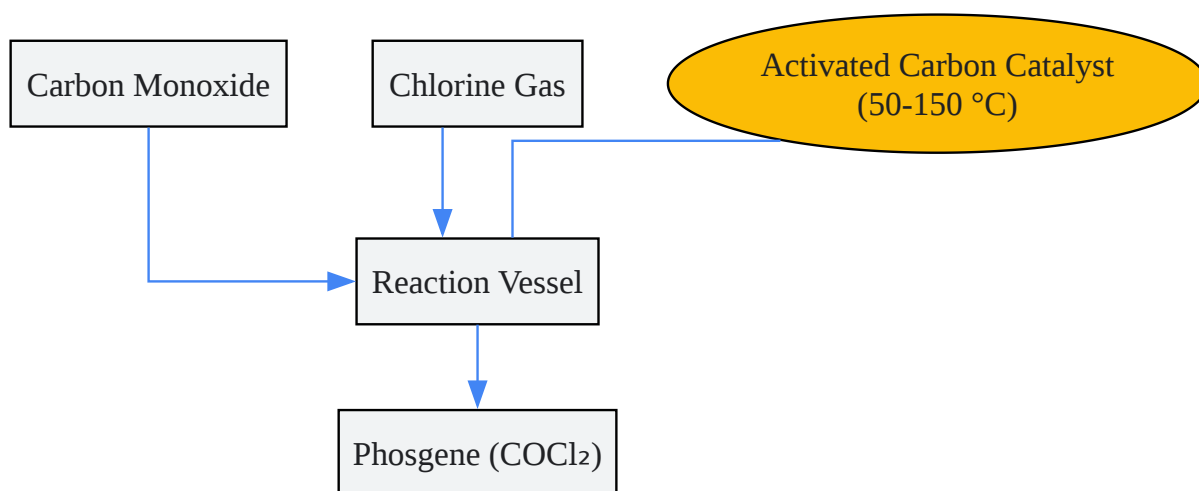 Carbon Monoxide
Chlorine Gas
Activated Carbon Catalyst
(50-150 °C)
Reaction Vessel
Phosgene (COCl₂)